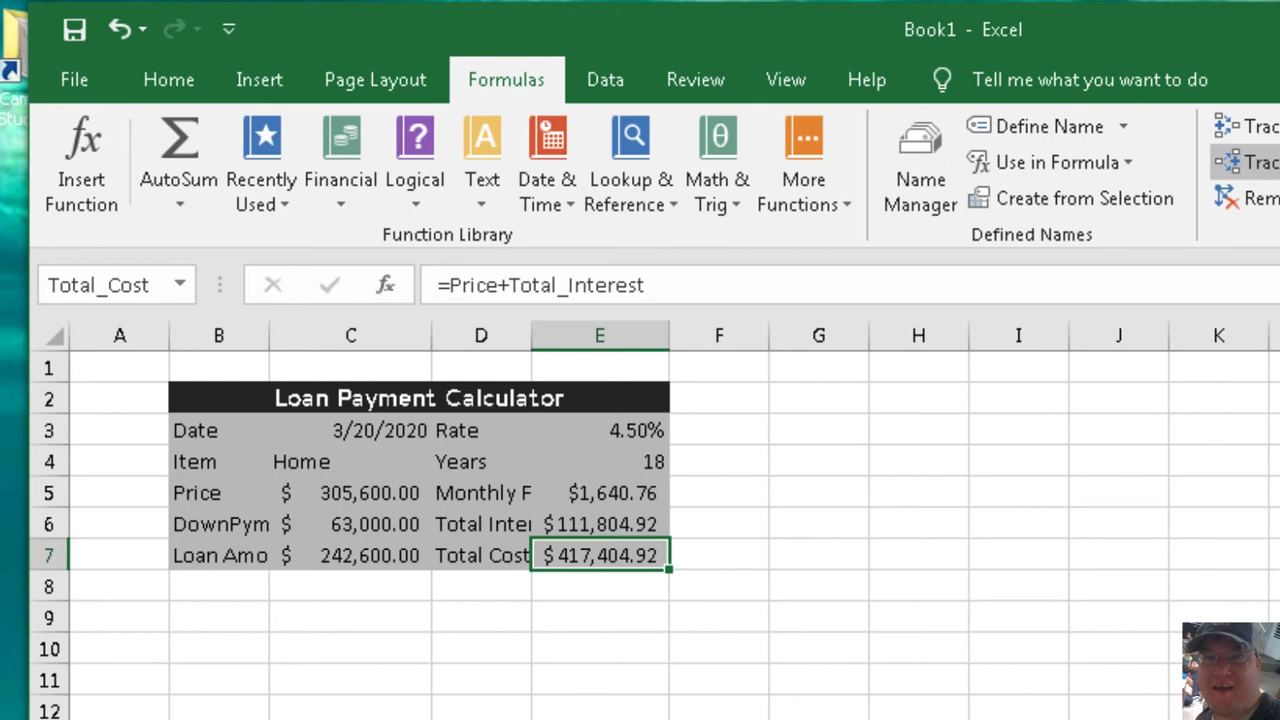 Book1 - Excel
File Home Insert Page Layout Formulas Data Review View Help Tell me what you want to do
fx Σ ? A θ
Insert Function
AutoSum
Recently Used
Financial
Logical
Text
Date & Time
Lookup & Reference
Math & Trig
More Functions
Function Library
Name Manager
Define Name
Use in Formula
Create from Selection
Defined Names
Trac
Trac
Rem
Total_Cost fx =Price+Total_Interest
A B C D E F G H I J K
1
2 Loan Payment Calculator
3 Date 3/20/2020 Rate 4.50%
4 Item Home Years 18
5 Price $ 305,600.00 Monthly P $1,640.76
6 DownPym $ 63,000.00 Total Inter $111,804.92
7 Loan Amo $ 242,600.00 Total Cost $417,404.92
8
9
10
11
12